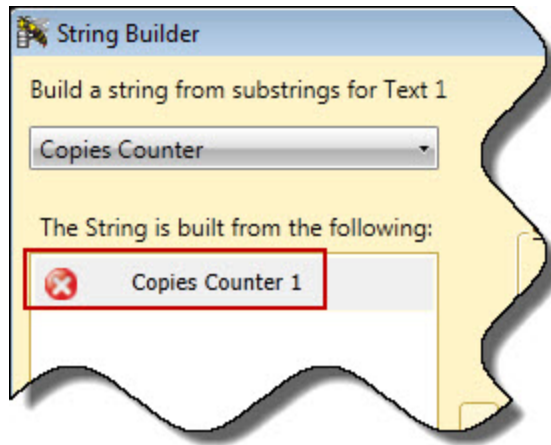 String Builder
Build a string from substrings for Text 1
Copies Counter
The String is built from the following:
Copies Counter 1